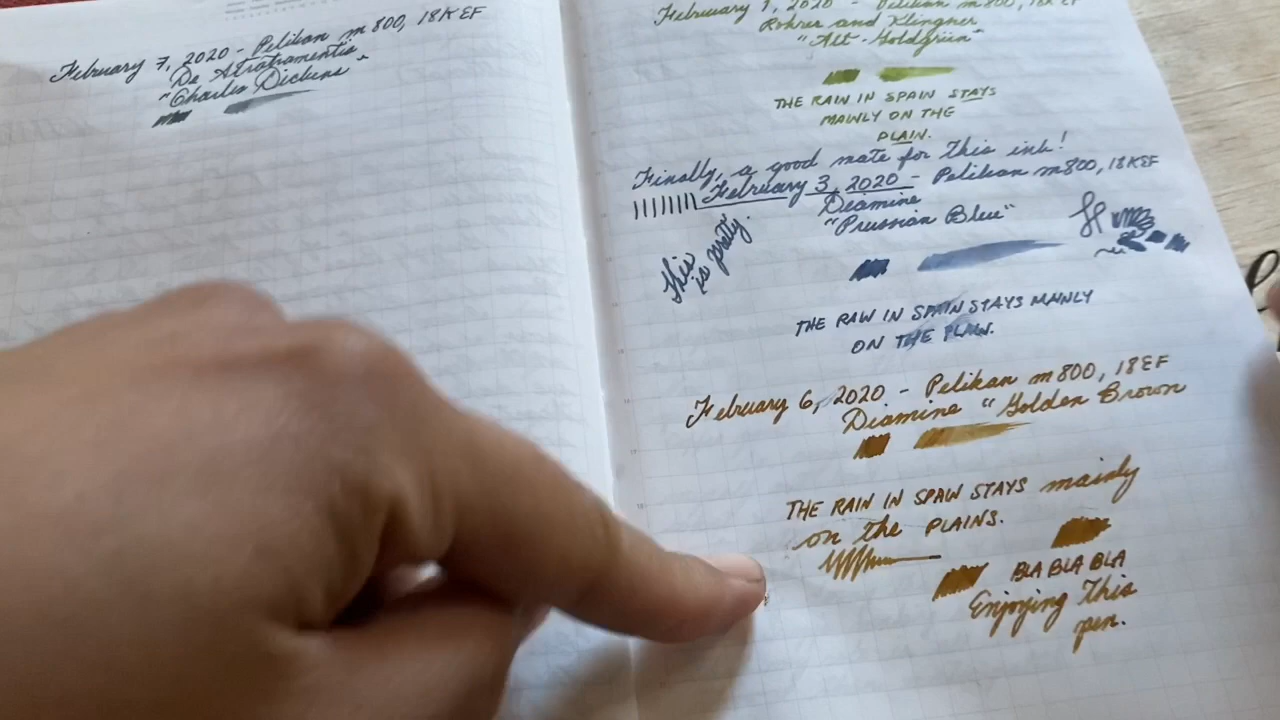 February 7, 2020 - Pelikan m800, 18K EF
De Atratramentis
"Charles Dickens"
February 1, 2020 - Pelikan m800, 18K EF
Rohrer and Klingner
"Alt-Goldgrün"
THE RAIN IN SPAIN STAYS
MAINLY ON THE
PLAIN.
Finally, a good mate for this ink!
February 3, 2020 - Pelikan m800, 18K EF
Diamine
"Prussian Blue"
This
is pretty.
THE RAIN IN SPAIN STAYS MAINLY
ON THE PLAIN.
February 6, 2020 - Pelikan m800, 18EF
Diamine "Golden Brown
THE RAIN IN SPAIN STAYS mainly
on the PLAINS.
BLA BLA BLA
Enjoying This
pen.